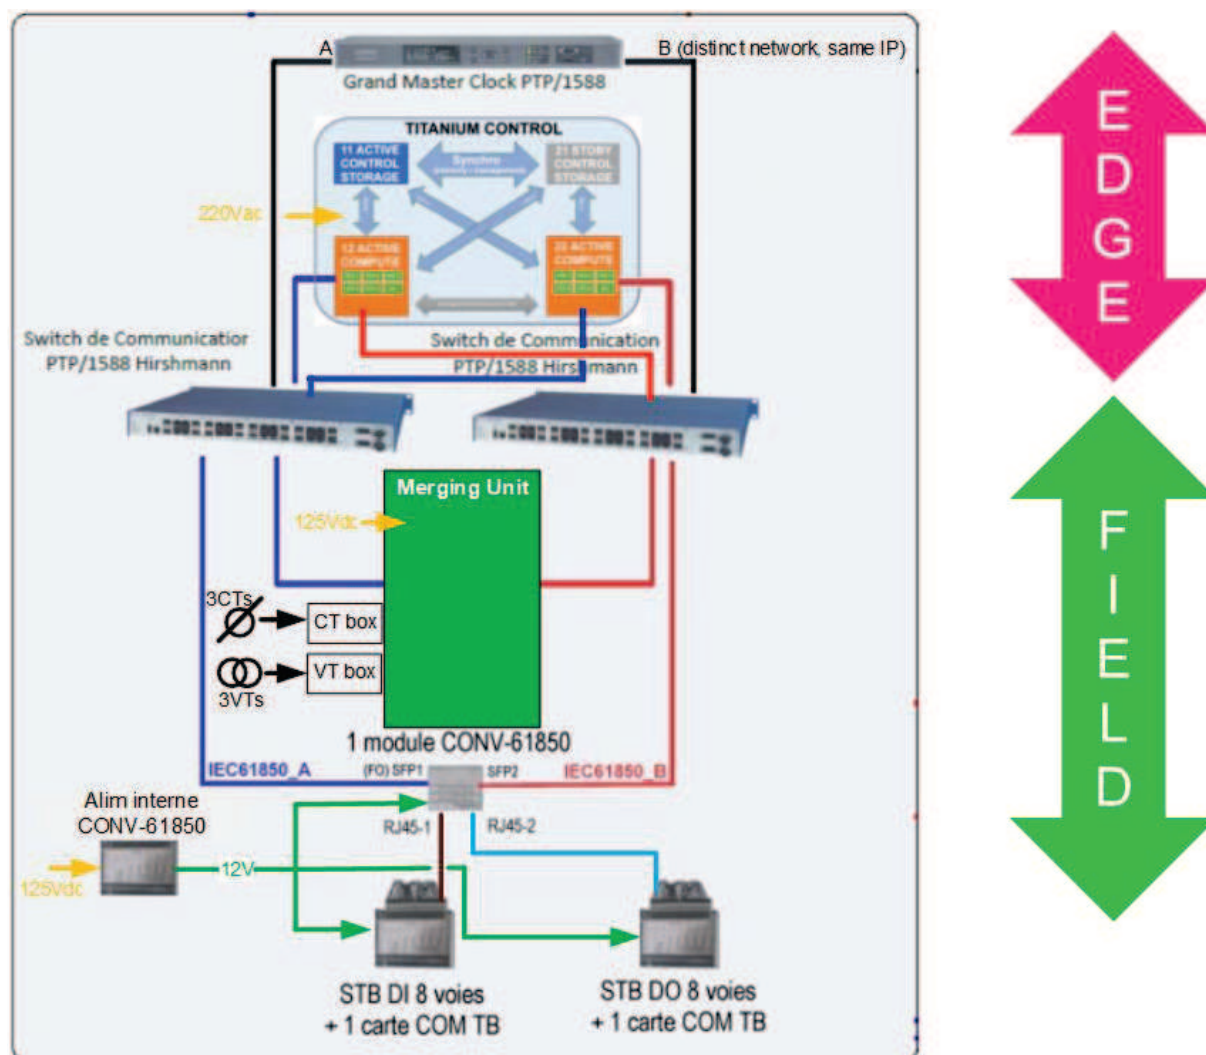 A
B (distinct network, same IP)
Grand Master Clock PTP/1588
TITANIUM CONTROL
11 ACTIVE
CONTROL
STORAGE
Synchro
21 STDBY
CONTROL
STORAGE
220Vac
12 ACTIVE
COMPUTE
22 ACTIVE
COMPUTE
Switch de Communication
PTP/1588 Hirshmann
Switch de Communication
PTP/1588 Hirshmann
Merging Unit
125Vdc
3CTs
CT box
VT box
3VTs
1 module CONV-61850
IEC61850_A
(FO) SFP1
SFP2
IEC61850_B
Alim interne
CONV-61850
RJ45-1
RJ45-2
125Vdc
12V
STB DI 8 voies
+ 1 carte COM TB
STB DO 8 voies
+ 1 carte COM TB
EDGE
FIELD